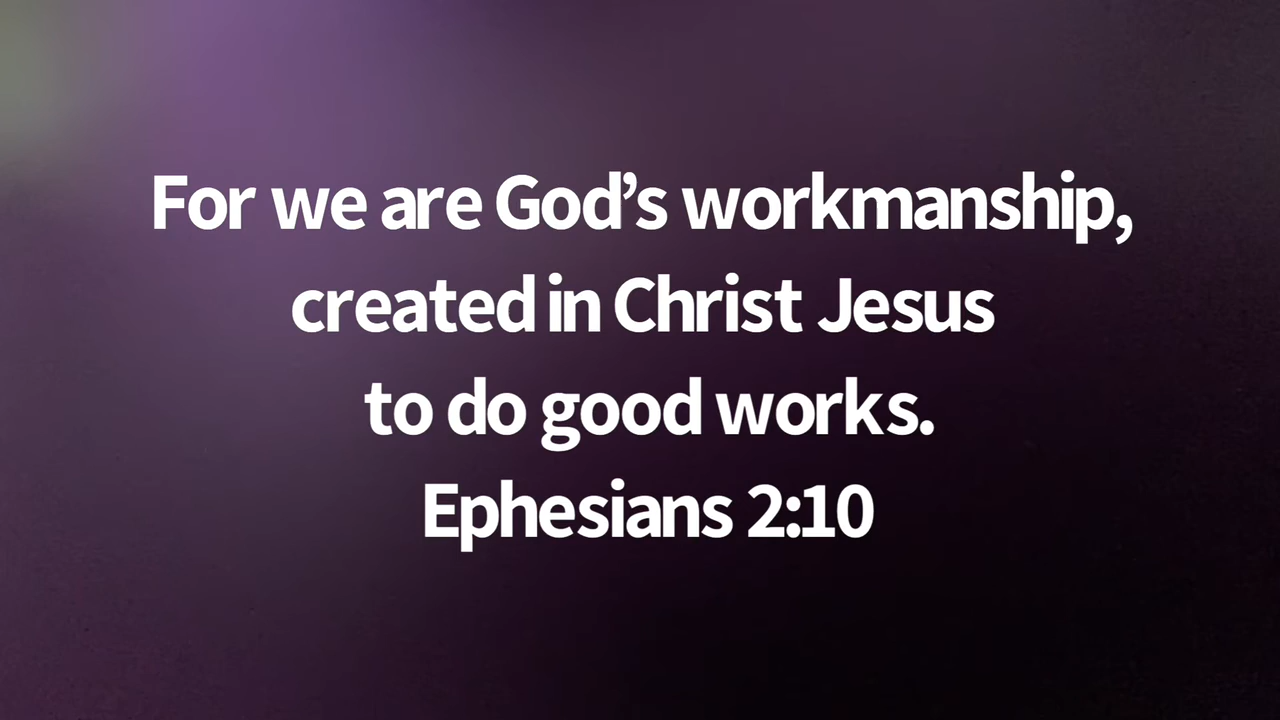 For we are God’s workmanship,
created in Christ Jesus
to do good works.
Ephesians 2:10